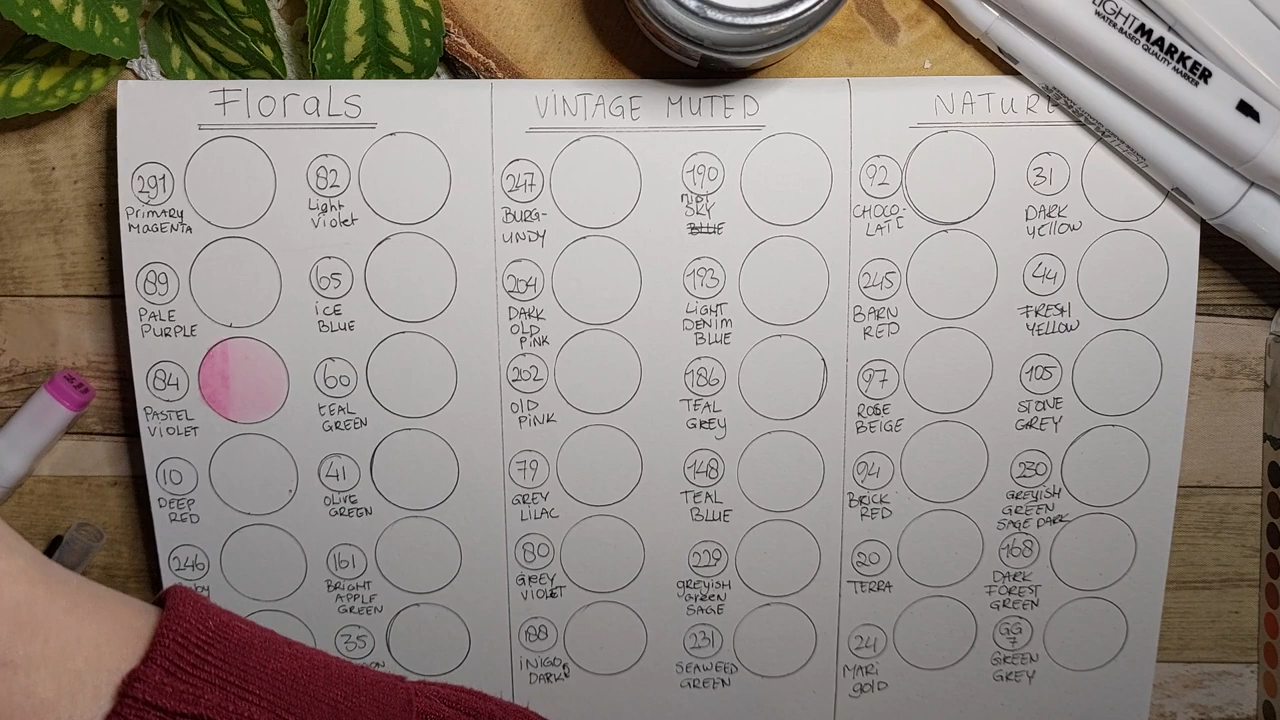 LIGHTMARKER
WATER-BASED QUALITY MARKER
Florals
291
PRiMARY
MAGENTA
82
Light
Violet
89
PALE
PURPLE
65
iCE
BLUE
84
PASTEL
ViOLET
60
tEAL
GREEN
10
DEEP
RED
41
OLiVE
GREEN
246
161
BRiGHT
APPLE
GREEN
35
VINTAGE MUTED
247
BURG-
UNDY
190
SKY
BLUE
204
DARK
OLD
PiNK
193
LiGHT
DENiM
BLUE
202
OlD
PiNK
186
TEAL
GREY
79
GREY
LiLAC
148
TEAL
BLUE
80
GREY
ViOLET
229
greyisH
green
SAGE
188
iNiGO
DARK
231
SEAWEED
GREEN
NATURE
92
CHOCO-
LATE
31
DARK
yELLOW
245
BARN
RED
44
FRESH
yELLOW
97
ROSE
BEiGE
105
STONE
GREY
94
BRiCK
RED
230
GREYiSH
GREEN
SAGE DARK
20
TERRA
168
DARK
FOREST
GREEN
24
MARi
gOLD
GG
7
GREEN
GREY